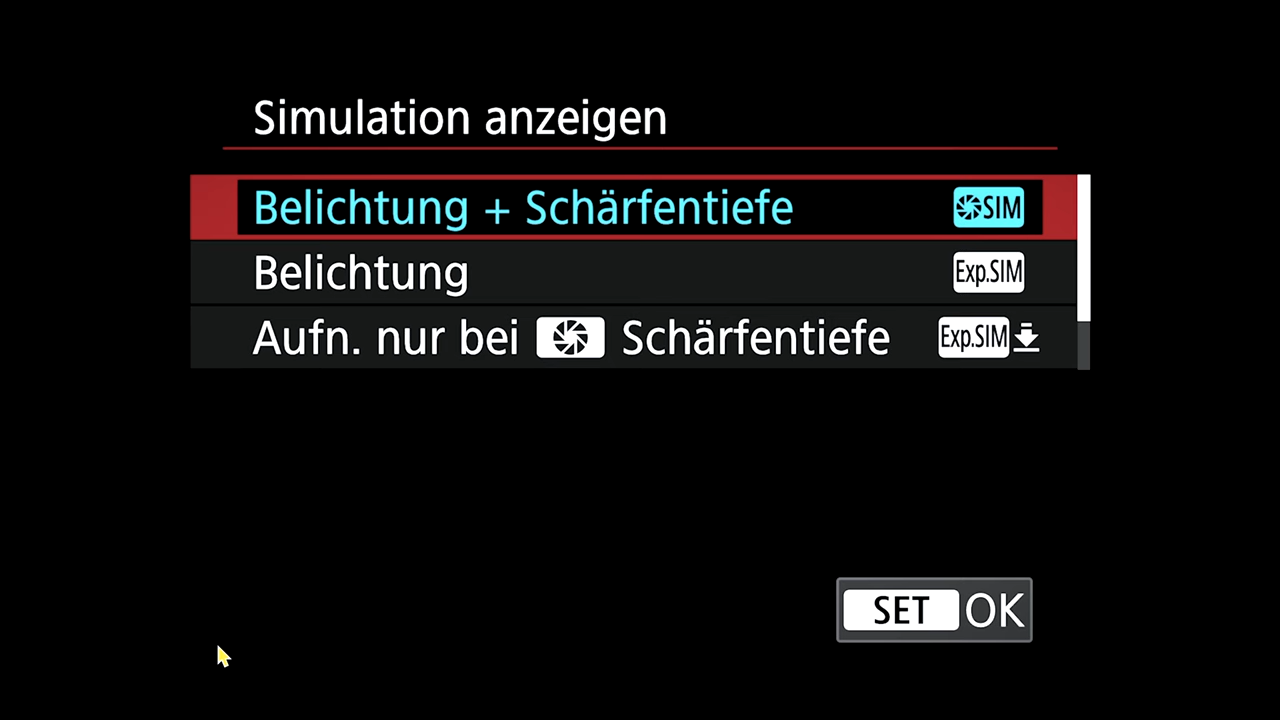 Simulation anzeigen
Belichtung + Schärfentiefe SIM
Belichtung Exp.SIM
Aufn. nur bei Schärfentiefe Exp.SIM
SET OK